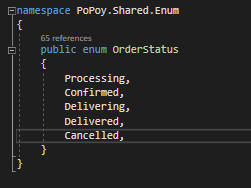 namespace PoPoy.Shared.Enum
{
65 references
public enum OrderStatus
{
Processing,
Confirmed,
Delivering,
Delivered,
Cancelled,
}
}